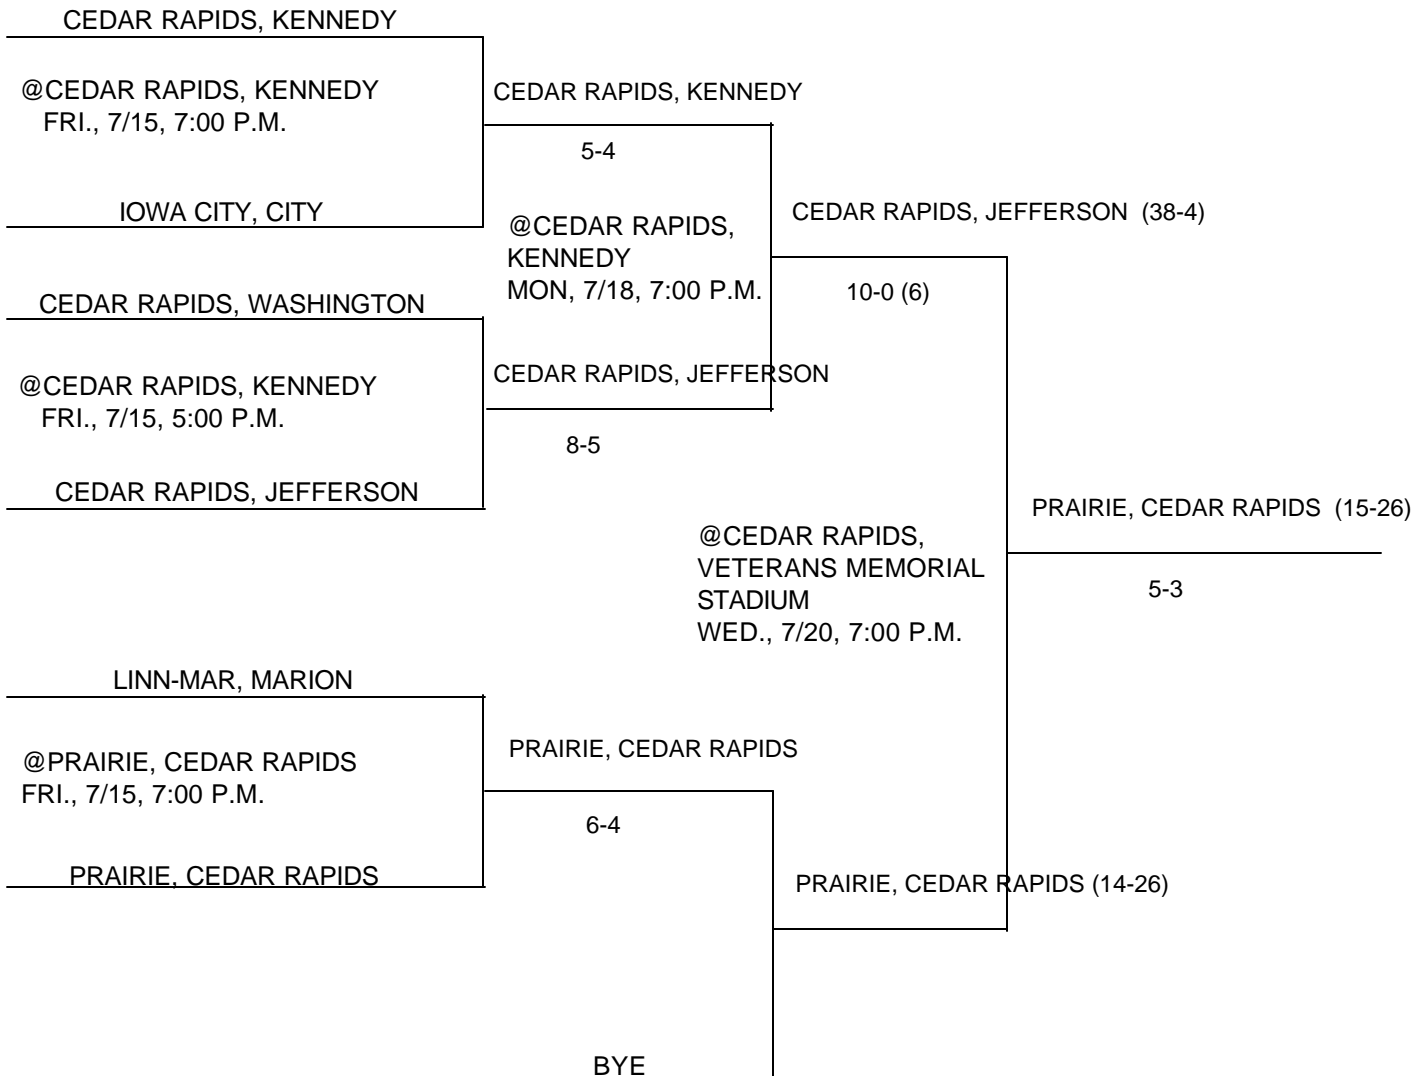 CEDAR RAPIDS, KENNEDY
@CEDAR RAPIDS, KENNEDY
FRI., 7/15, 7:00 P.M.
IOWA CITY, CITY
CEDAR RAPIDS, KENNEDY
5-4
CEDAR RAPIDS, WASHINGTON
@CEDAR RAPIDS, KENNEDY
FRI., 7/15, 5:00 P.M.
CEDAR RAPIDS, JEFFERSON
@CEDAR RAPIDS,
KENNEDY
MON, 7/18, 7:00 P.M.
CEDAR RAPIDS, JEFFERSON
8-5
CEDAR RAPIDS, JEFFERSON (38-4)
10-0 (6)
@CEDAR RAPIDS,
VETERANS MEMORIAL
STADIUM
WED., 7/20, 7:00 P.M.
PRAIRIE, CEDAR RAPIDS (15-26)
5-3
LINN-MAR, MARION
@PRAIRIE, CEDAR RAPIDS
FRI., 7/15, 7:00 P.M.
PRAIRIE, CEDAR RAPIDS
PRAIRIE, CEDAR RAPIDS
6-4
PRAIRIE, CEDAR RAPIDS (14-26)
BYE